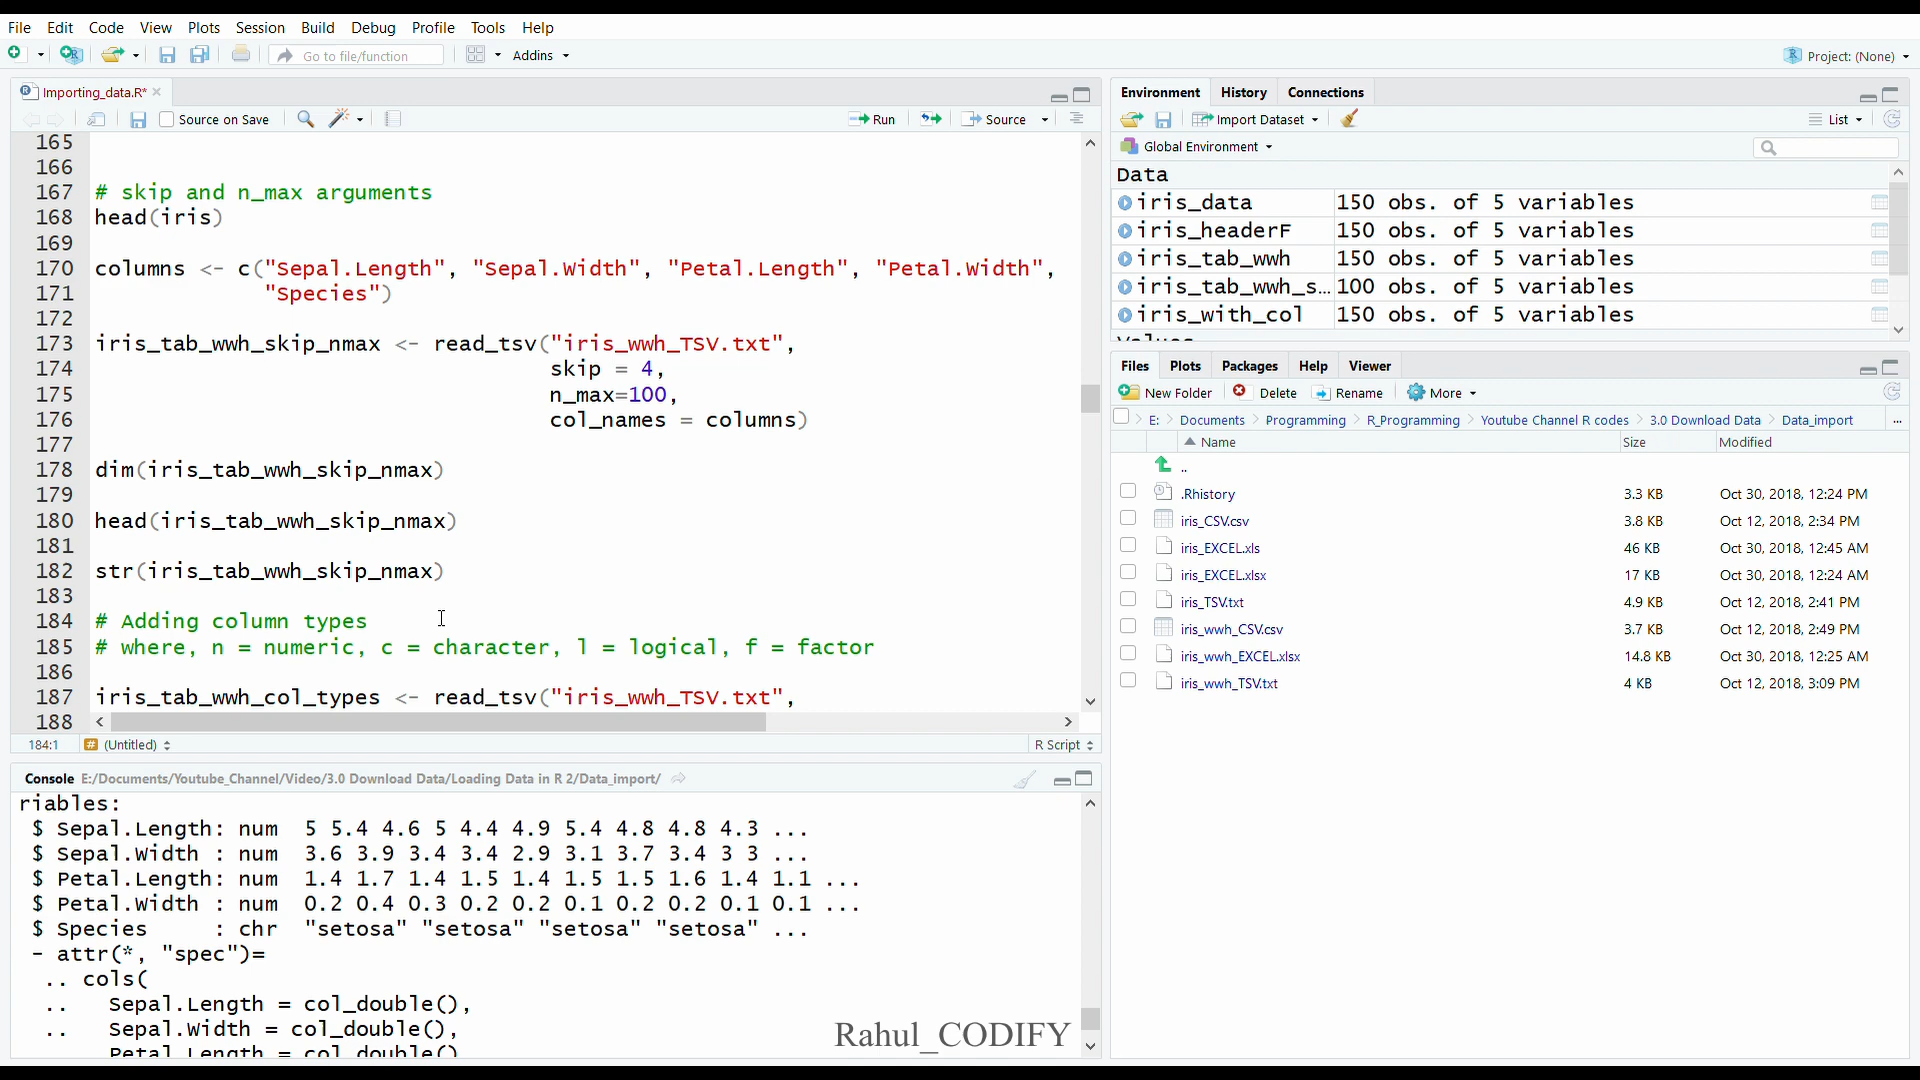 File Edit Code View Plots Session Build Debug Profile Tools Help
Go to file/function Addins Project: (None)
Importing_data.R*
Source on Save Run Source
165
166
167 # skip and n_max arguments
168 head(iris)
169
170 columns <- c("Sepal.Length", "Sepal.Width", "Petal.Length", "Petal.Width",
171 "Species")
172
173 iris_tab_wwh_skip_nmax <- read_tsv("iris_wwh_TSV.txt",
174 skip = 4,
175 n_max=100,
176 col_names = columns)
177
178 dim(iris_tab_wwh_skip_nmax)
179
180 head(iris_tab_wwh_skip_nmax)
181
182 str(iris_tab_wwh_skip_nmax)
183
184 # Adding column types
185 # where, n = numeric, c = character, l = logical, f = factor
186
187 iris_tab_wwh_col_types <- read_tsv("iris_wwh_TSV.txt",
188
184:1 # (Untitled) R Script
Console E:/Documents/Youtube_Channel/Video/3.0 Download Data/Loading Data in R 2/Data_import/
riables:
$ Sepal.Length: num 5 5.4 4.6 5 4.4 4.9 5.4 4.8 4.8 4.3 ...
$ Sepal.Width : num 3.6 3.9 3.4 3.4 2.9 3.1 3.7 3.4 3 3 ...
$ Petal.Length: num 1.4 1.7 1.4 1.5 1.4 1.5 1.5 1.6 1.4 1.1 ...
$ Petal.Width : num 0.2 0.4 0.3 0.2 0.2 0.1 0.2 0.2 0.1 0.1 ...
$ Species : chr "setosa" "setosa" "setosa" "setosa" ...
- attr(*, "spec")=
.. cols(
.. Sepal.Length = col_double(),
.. Sepal.Width = col_double(),
Petal.Length = col_double()
Rahul_CODIFY
Environment History Connections
Import Dataset List
Global Environment
Data
iris_data 150 obs. of 5 variables
iris_headerF 150 obs. of 5 variables
iris_tab_wwh 150 obs. of 5 variables
iris_tab_wwh_s... 100 obs. of 5 variables
iris_with_col 150 obs. of 5 variables
Values
Files Plots Packages Help Viewer
New Folder Delete Rename More
E: Documents Programming R_Programming Youtube Channel R codes 3.0 Download Data Data_import ...
Name Size Modified
..
.Rhistory 3.3 KB Oct 30, 2018, 12:24 PM
iris_CSV.csv 3.8 KB Oct 12, 2018, 2:34 PM
iris_EXCEL.xls 46 KB Oct 30, 2018, 12:45 AM
iris_EXCEL.xlsx 17 KB Oct 30, 2018, 12:24 AM
iris_TSV.txt 4.9 KB Oct 12, 2018, 2:41 PM
iris_wwh_CSV.csv 3.7 KB Oct 12, 2018, 2:49 PM
iris_wwh_EXCEL.xlsx 14.8 KB Oct 30, 2018, 12:25 AM
iris_wwh_TSV.txt 4 KB Oct 12, 2018, 3:09 PM